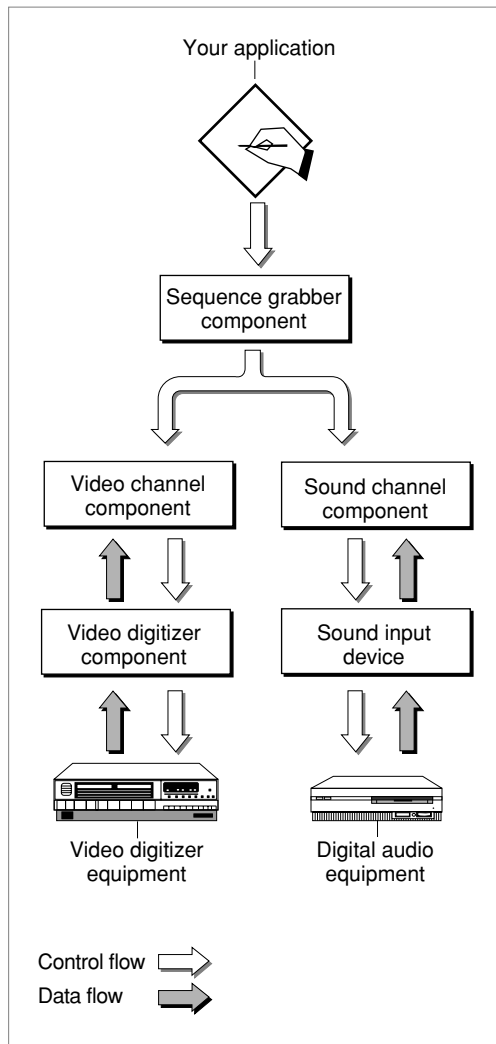 Your application
Sequence grabber
component
Video channel
component
Sound channel
component
Video digitizer
component
Sound input
device
Video digitizer
equipment
Digital audio
equipment
Control flow
Data flow